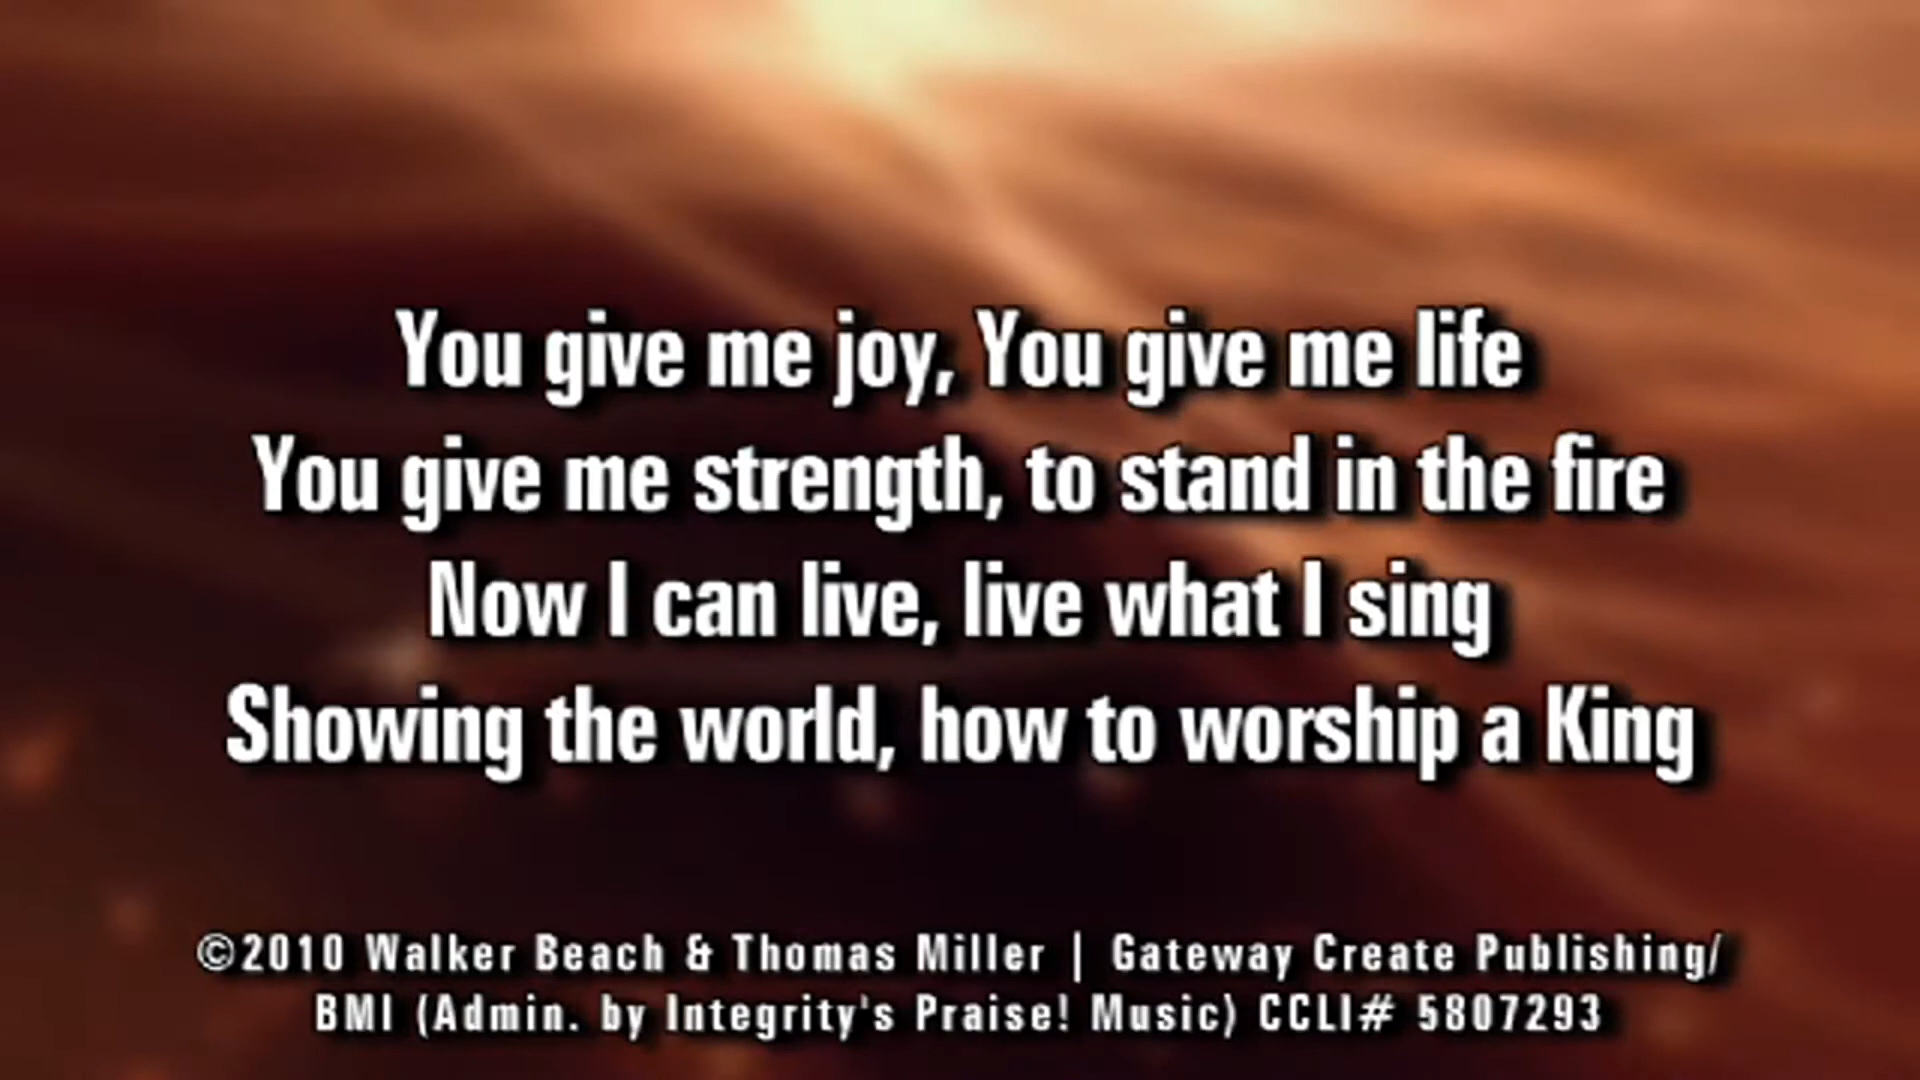 You give me joy, You give me life
You give me strength, to stand in the fire
Now I can live, live what I sing
Showing the world, how to worship a King
©2010 Walker Beach & Thomas Miller | Gateway Create Publishing/
BMI (Admin. by Integrity's Praise! Music) CCLI# 5807293